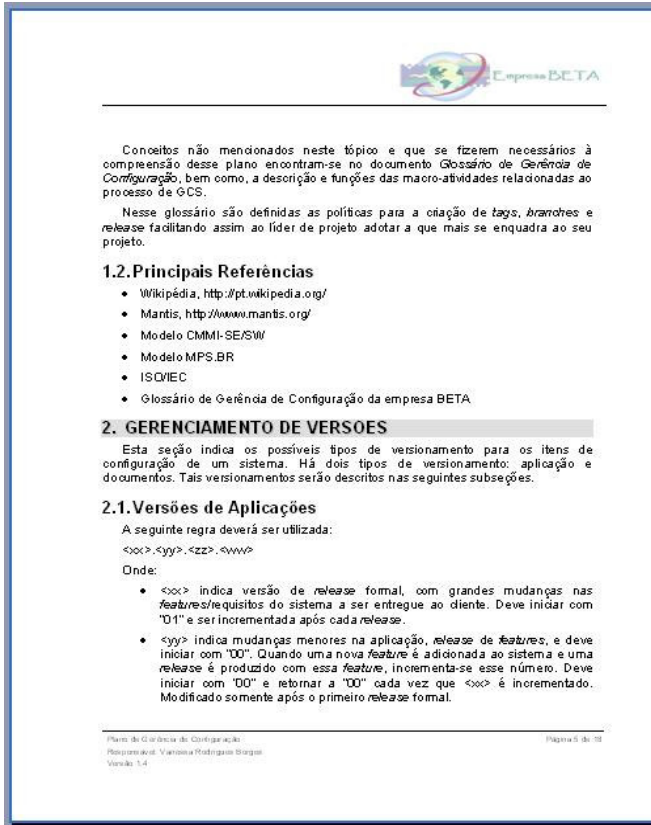 Empresa BETA
Conceitos não mencionados neste tópico e que se fizerem necessários à
compreensão desse plano encontram-se no documento Glossário de Gerência de
Configuração, bem como, a descrição e funções das macro-atividades relacionadas ao
processo de GCS.
Nesse glossário são definidas as políticas para a criação de tags, branches e
release facilitando assim ao líder de projeto adotar a que mais se enquadra ao seu
projeto.
1.2. Principais Referências
• Wikipédia, http://pt.wikipedia.org/
• Mantis, http://www.mantis.org/
• Modelo CMMI-SE/SW
• Modelo MPS.BR
• ISO/IEC
• Glossário de Gerência de Configuração da empresa BETA
2. GERENCIAMENTO DE VERSOES
Esta seção indica os possíveis tipos de versionamento para os itens de
configuração de um sistema. Há dois tipos de versionamento: aplicação e
documentos. Tais versionamentos serão descritos nas seguintes subseções.
2.1. Versões de Aplicações
A seguinte regra deverá ser utilizada:
<xx>.<yy>.<zz>.<ww>
Onde:
• <xx> indica versão de release formal, com grandes mudanças nas
features/requisitos do sistema a ser entregue ao cliente. Deve iniciar com
"01" e ser incrementada após cada release.
• <yy> indica mudanças menores na aplicação, release de features, e deve
iniciar com "00". Quando uma nova feature é adicionada ao sistema e uma
release é produzido com essa feature, incrementa-se esse número. Deve
iniciar com "00" e retornar a "00" cada vez que <xx> é incrementado.
Modificado somente após o primeiro release formal.
Plano de Gerência de Configuração
Página 5 de 18
Responsável: Vanessa Rodrigues Borges
Versão 1.4